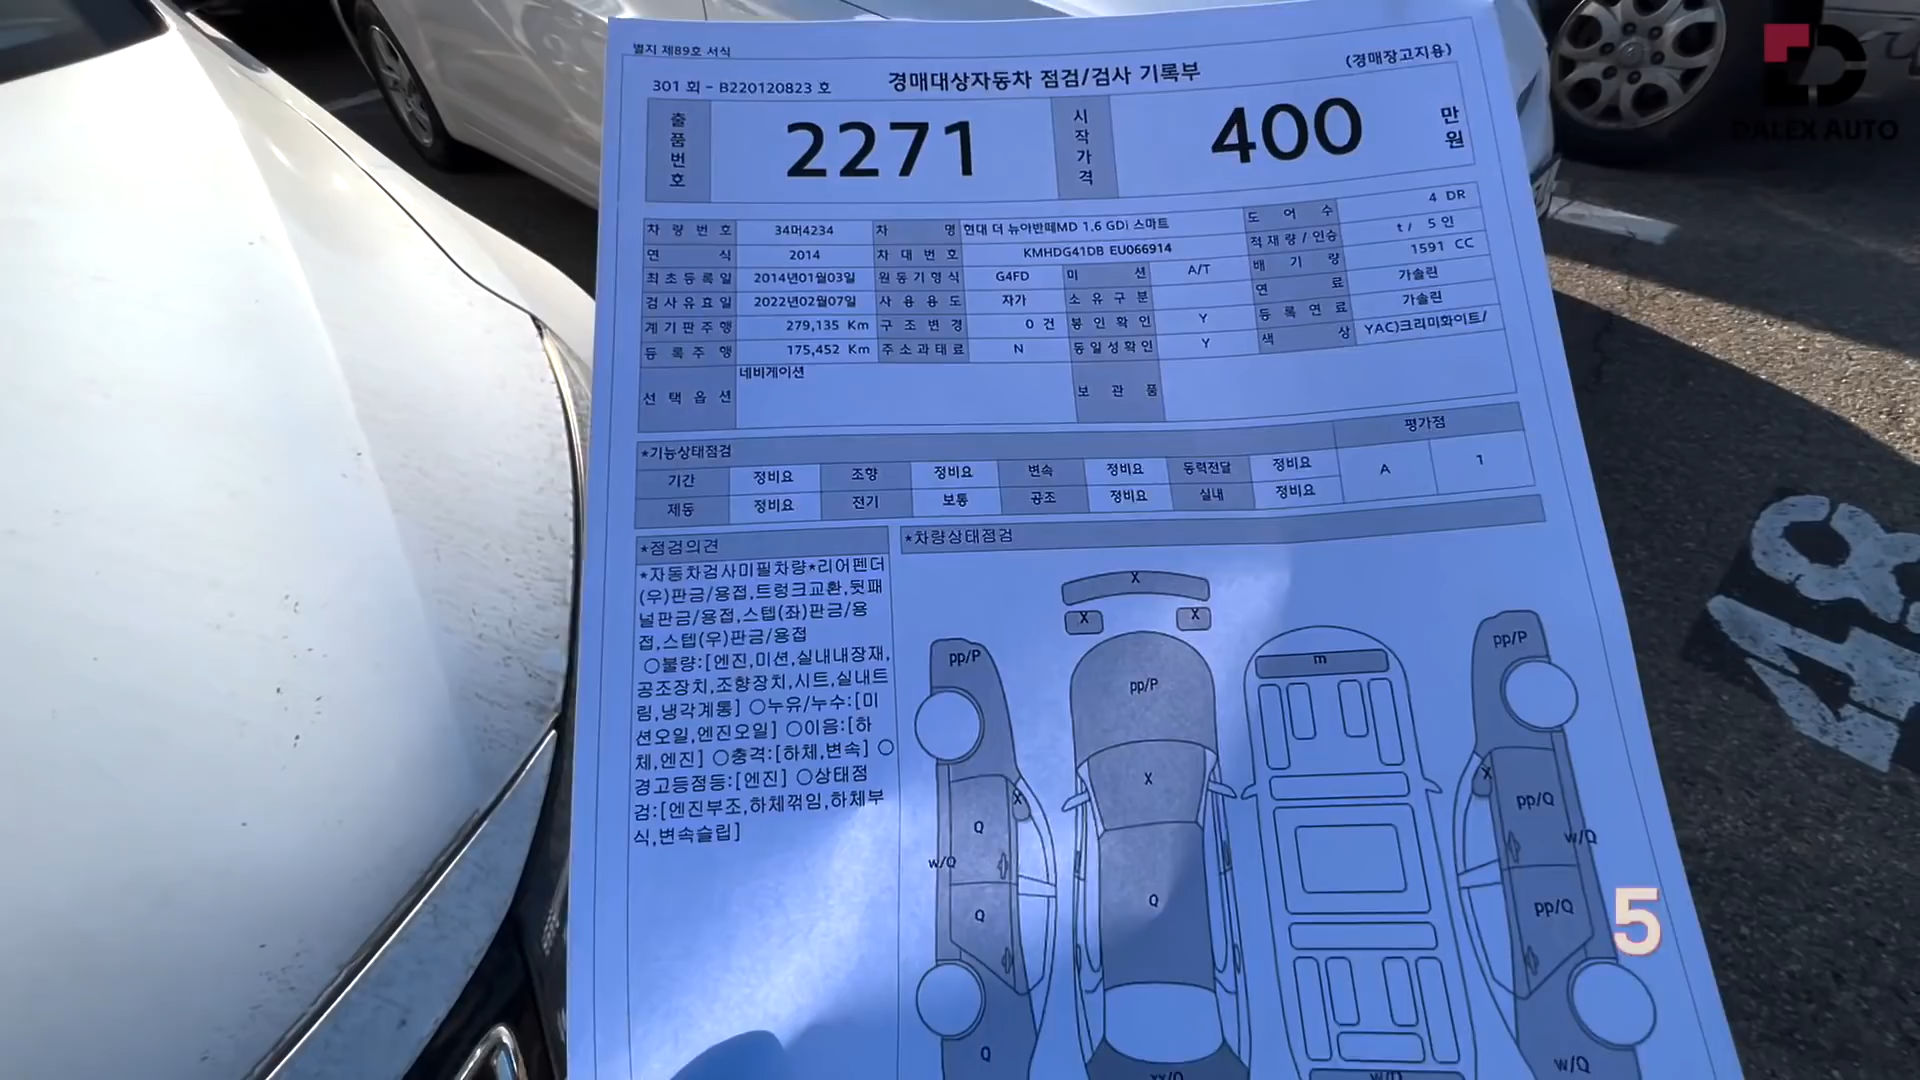 별지 제89호 서식
301 회 - B220120823 호
경매대상자동차 점검/검사 기록부
(경매장고지용)
출품번호 2271 시작가격 400 만원
차량번호 34머4234 차명 현대 더 뉴아반떼MD 1.6 GDi 스마트 도어수 4 DR
연식 2014 차대번호 KMHDG41DB EU066914 적재량/인승 t / 5인
최초등록일 2014년01월03일 원동기형식 G4FD 미션 A/T 배기량 1591 CC
검사유효일 2022년02월07일 사용용도 자가 소유구분 연료 가솔린
계기판주행 279,135 Km 구조변경 0 건 봉인확인 Y 등록연료 가솔린
등록주행 175,452 Km 주소과태료 N 동일성확인 Y 색상 YAC)크리미화이트/
선택옵션 네비게이션 보관품
*기능상태점검 평가점
기관 정비요 조향 정비요 변속 정비요 동력전달 정비요 A 1
제동 정비요 전기 보통 공조 정비요 실내 정비요
*점검의견
*차량상태점검
*자동차검사미필차량*리어펜더
(우)판금/용접,트렁크교환,뒷패
널판금/용접,스텝(좌)판금/용
접,스텝(우)판금/용접
○불량:[엔진,미션,실내내장재,
공조장치,조향장치,시트,실내트
림,냉각계통] ○누유/누수:[미
션오일,엔진오일] ○이음:[하
체,엔진] ○충격:[하체,변속] ○
경고등점등:[엔진] ○상태점
검:[엔진부조,하체꺾임,하체부
식,변속슬립]
X
X X
pp/P pp/P m pp/P
X X X
Q pp/Q
w/Q w/Q
Q Q pp/Q
Q w/Q
5
DALEX AUTO
48